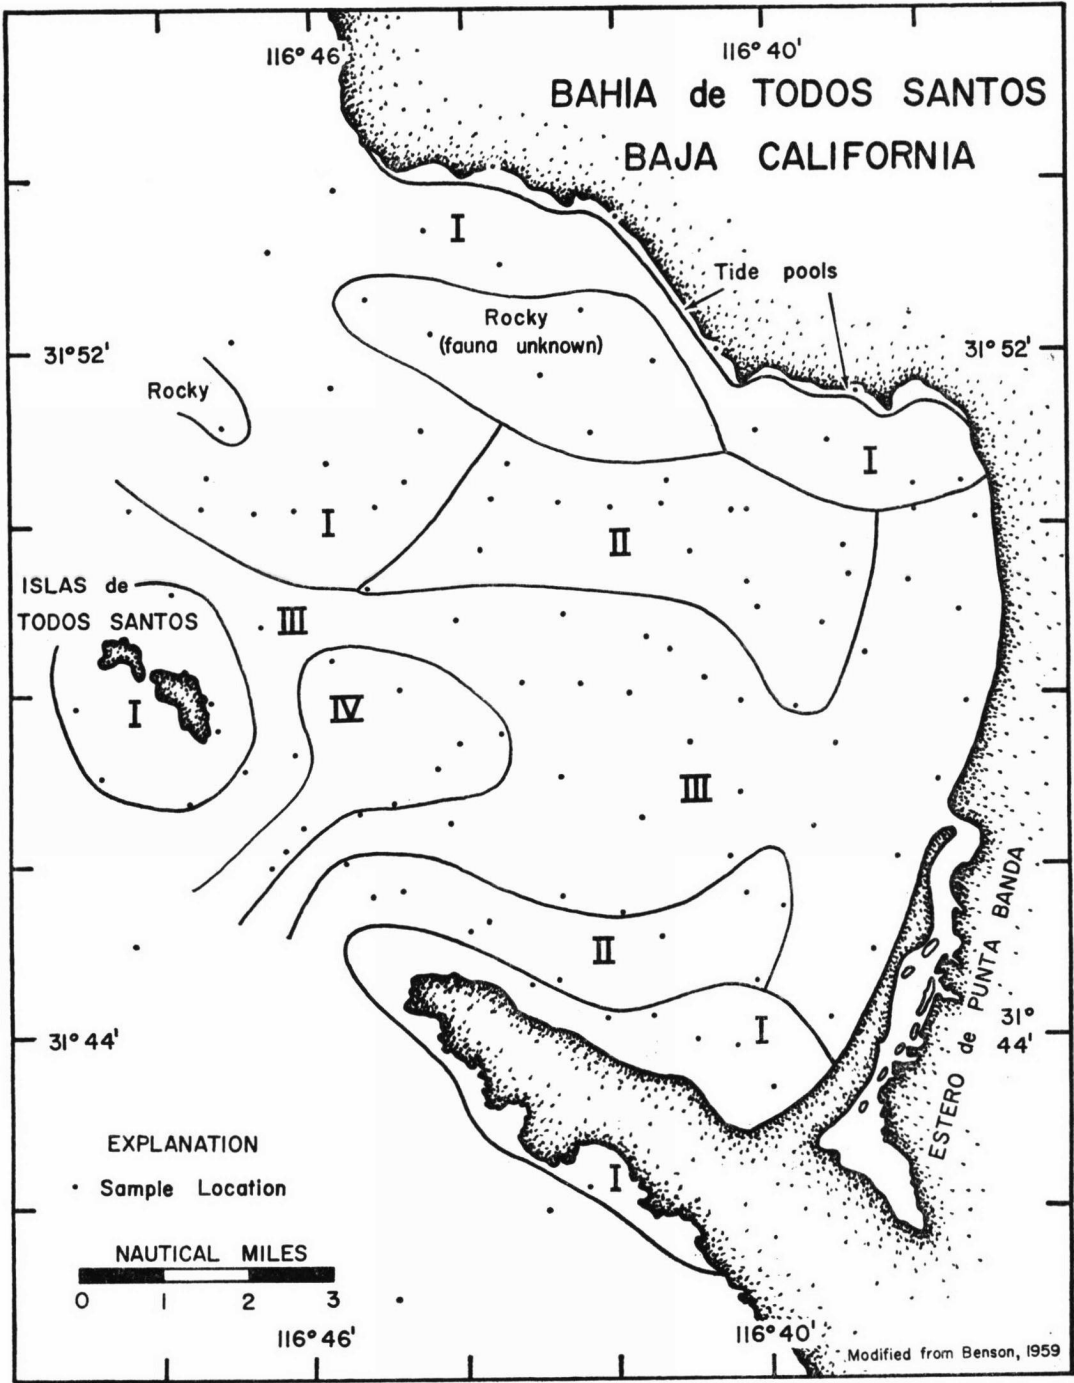 116° 46'
116° 40'
BAHIA de TODOS SANTOS
BAJA CALIFORNIA
I
Tide pools
Rocky
(fauna unknown)
31° 52'
31° 52'
Rocky
I
I
II
ISLAS de
TODOS SANTOS
III
I
IV
III
II
I
ESTERO de PUNTA BANDA
31°
44'
31° 44'
EXPLANATION
• Sample Location
I
NAUTICAL MILES
0 1 2 3
116° 46'
116° 40'
Modified from Benson, 1959